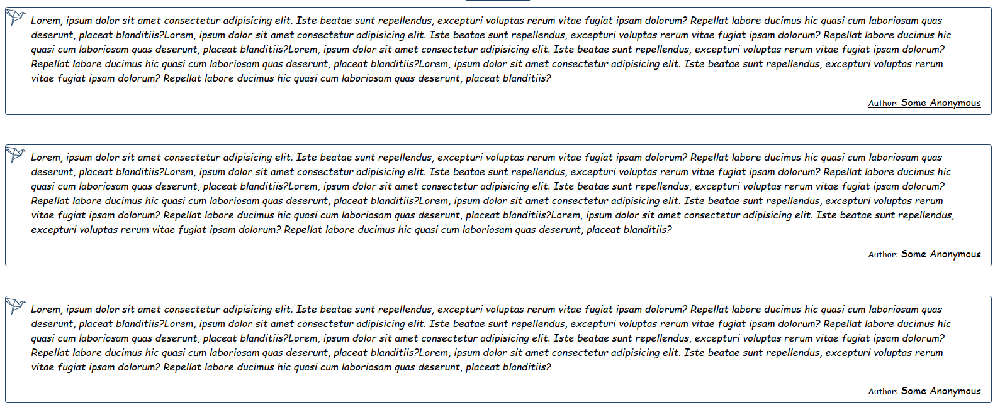 Lorem, ipsum dolor sit amet consectetur adipisicing elit. Iste beatae sunt repellendus, excepturi voluptas rerum vitae fugiat ipsam dolorum? Repellat labore ducimus hic quasi cum laboriosam quas
deserunt, placeat blanditiis?Lorem, ipsum dolor sit amet consectetur adipisicing elit. Iste beatae sunt repellendus, excepturi voluptas rerum vitae fugiat ipsam dolorum? Repellat labore ducimus hic
quasi cum laboriosam quas deserunt, placeat blanditiis?Lorem, ipsum dolor sit amet consectetur adipisicing elit. Iste beatae sunt repellendus, excepturi voluptas rerum vitae fugiat ipsam dolorum?
Repellat labore ducimus hic quasi cum laboriosam quas deserunt, placeat blanditiis?Lorem, ipsum dolor sit amet consectetur adipisicing elit. Iste beatae sunt repellendus, excepturi voluptas rerum
vitae fugiat ipsam dolorum? Repellat labore ducimus hic quasi cum laboriosam quas deserunt, placeat blanditiis?
Author: Some Anonymous
Lorem, ipsum dolor sit amet consectetur adipisicing elit. Iste beatae sunt repellendus, excepturi voluptas rerum vitae fugiat ipsam dolorum? Repellat labore ducimus hic quasi cum laboriosam quas
deserunt, placeat blanditiis?Lorem, ipsum dolor sit amet consectetur adipisicing elit. Iste beatae sunt repellendus, excepturi voluptas rerum vitae fugiat ipsam dolorum? Repellat labore ducimus hic
quasi cum laboriosam quas deserunt, placeat blanditiis?Lorem, ipsum dolor sit amet consectetur adipisicing elit. Iste beatae sunt repellendus, excepturi voluptas rerum vitae fugiat ipsam dolorum?
Repellat labore ducimus hic quasi cum laboriosam quas deserunt, placeat blanditiis?Lorem, ipsum dolor sit amet consectetur adipisicing elit. Iste beatae sunt repellendus, excepturi voluptas rerum
vitae fugiat ipsam dolorum? Repellat labore ducimus hic quasi cum laboriosam quas deserunt, placeat blanditiis?Lorem, ipsum dolor sit amet consectetur adipisicing elit. Iste beatae sunt repellendus,
excepturi voluptas rerum vitae fugiat ipsam dolorum? Repellat labore ducimus hic quasi cum laboriosam quas deserunt, placeat blanditiis?
Author: Some Anonymous
Lorem, ipsum dolor sit amet consectetur adipisicing elit. Iste beatae sunt repellendus, excepturi voluptas rerum vitae fugiat ipsam dolorum? Repellat labore ducimus hic quasi cum laboriosam quas
deserunt, placeat blanditiis?Lorem, ipsum dolor sit amet consectetur adipisicing elit. Iste beatae sunt repellendus, excepturi voluptas rerum vitae fugiat ipsam dolorum? Repellat labore ducimus hic
quasi cum laboriosam quas deserunt, placeat blanditiis?Lorem, ipsum dolor sit amet consectetur adipisicing elit. Iste beatae sunt repellendus, excepturi voluptas rerum vitae fugiat ipsam dolorum?
Repellat labore ducimus hic quasi cum laboriosam quas deserunt, placeat blanditiis?Lorem, ipsum dolor sit amet consectetur adipisicing elit. Iste beatae sunt repellendus, excepturi voluptas rerum
vitae fugiat ipsam dolorum? Repellat labore ducimus hic quasi cum laboriosam quas deserunt, placeat blanditiis?
Author: Some Anonymous